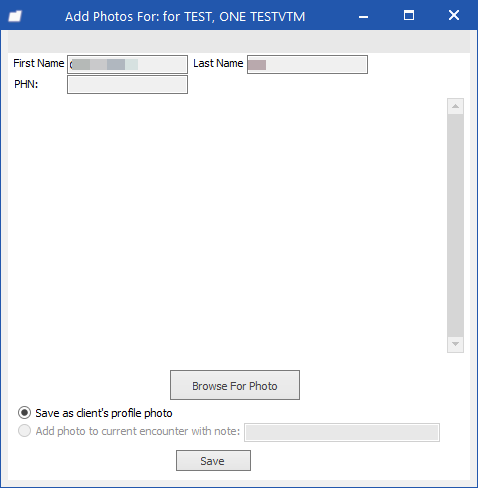 Add Photos For: for TEST, ONE TESTVTM
First Name Last Name
PHN:
Browse For Photo
Save as client's profile photo
Add photo to current encounter with note:
Save